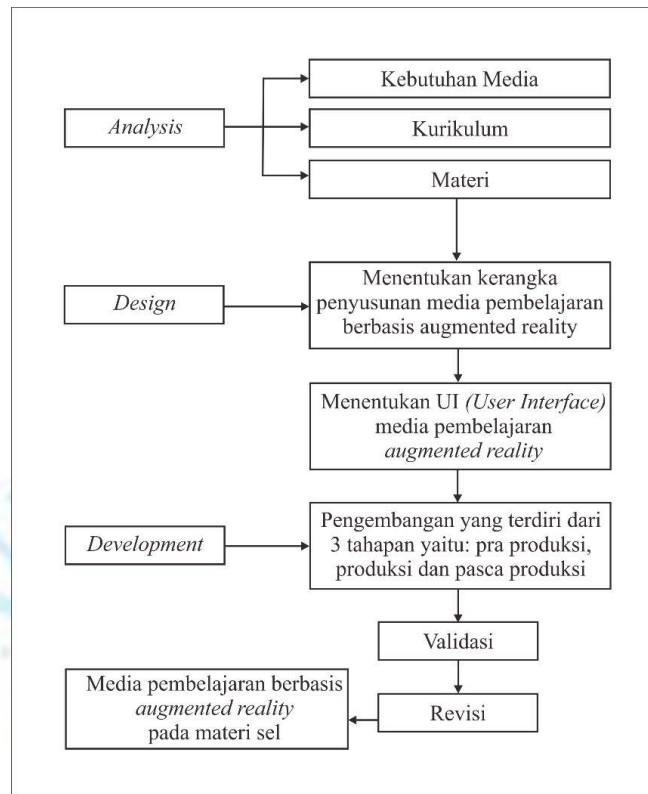 Kebutuhan Media
Analysis
Kurikulum
Materi
Menentukan kerangka
penyusunan media pembelajaran
berbasis augmented reality
Design
Menentukan UI (User Interface)
media pembelajaran
augmented reality
Pengembangan yang terdiri dari
3 tahapan yaitu: pra produksi,
produksi dan pasca produksi
Development
Validasi
Revisi
Media pembelajaran berbasis
augmented reality
pada materi sel